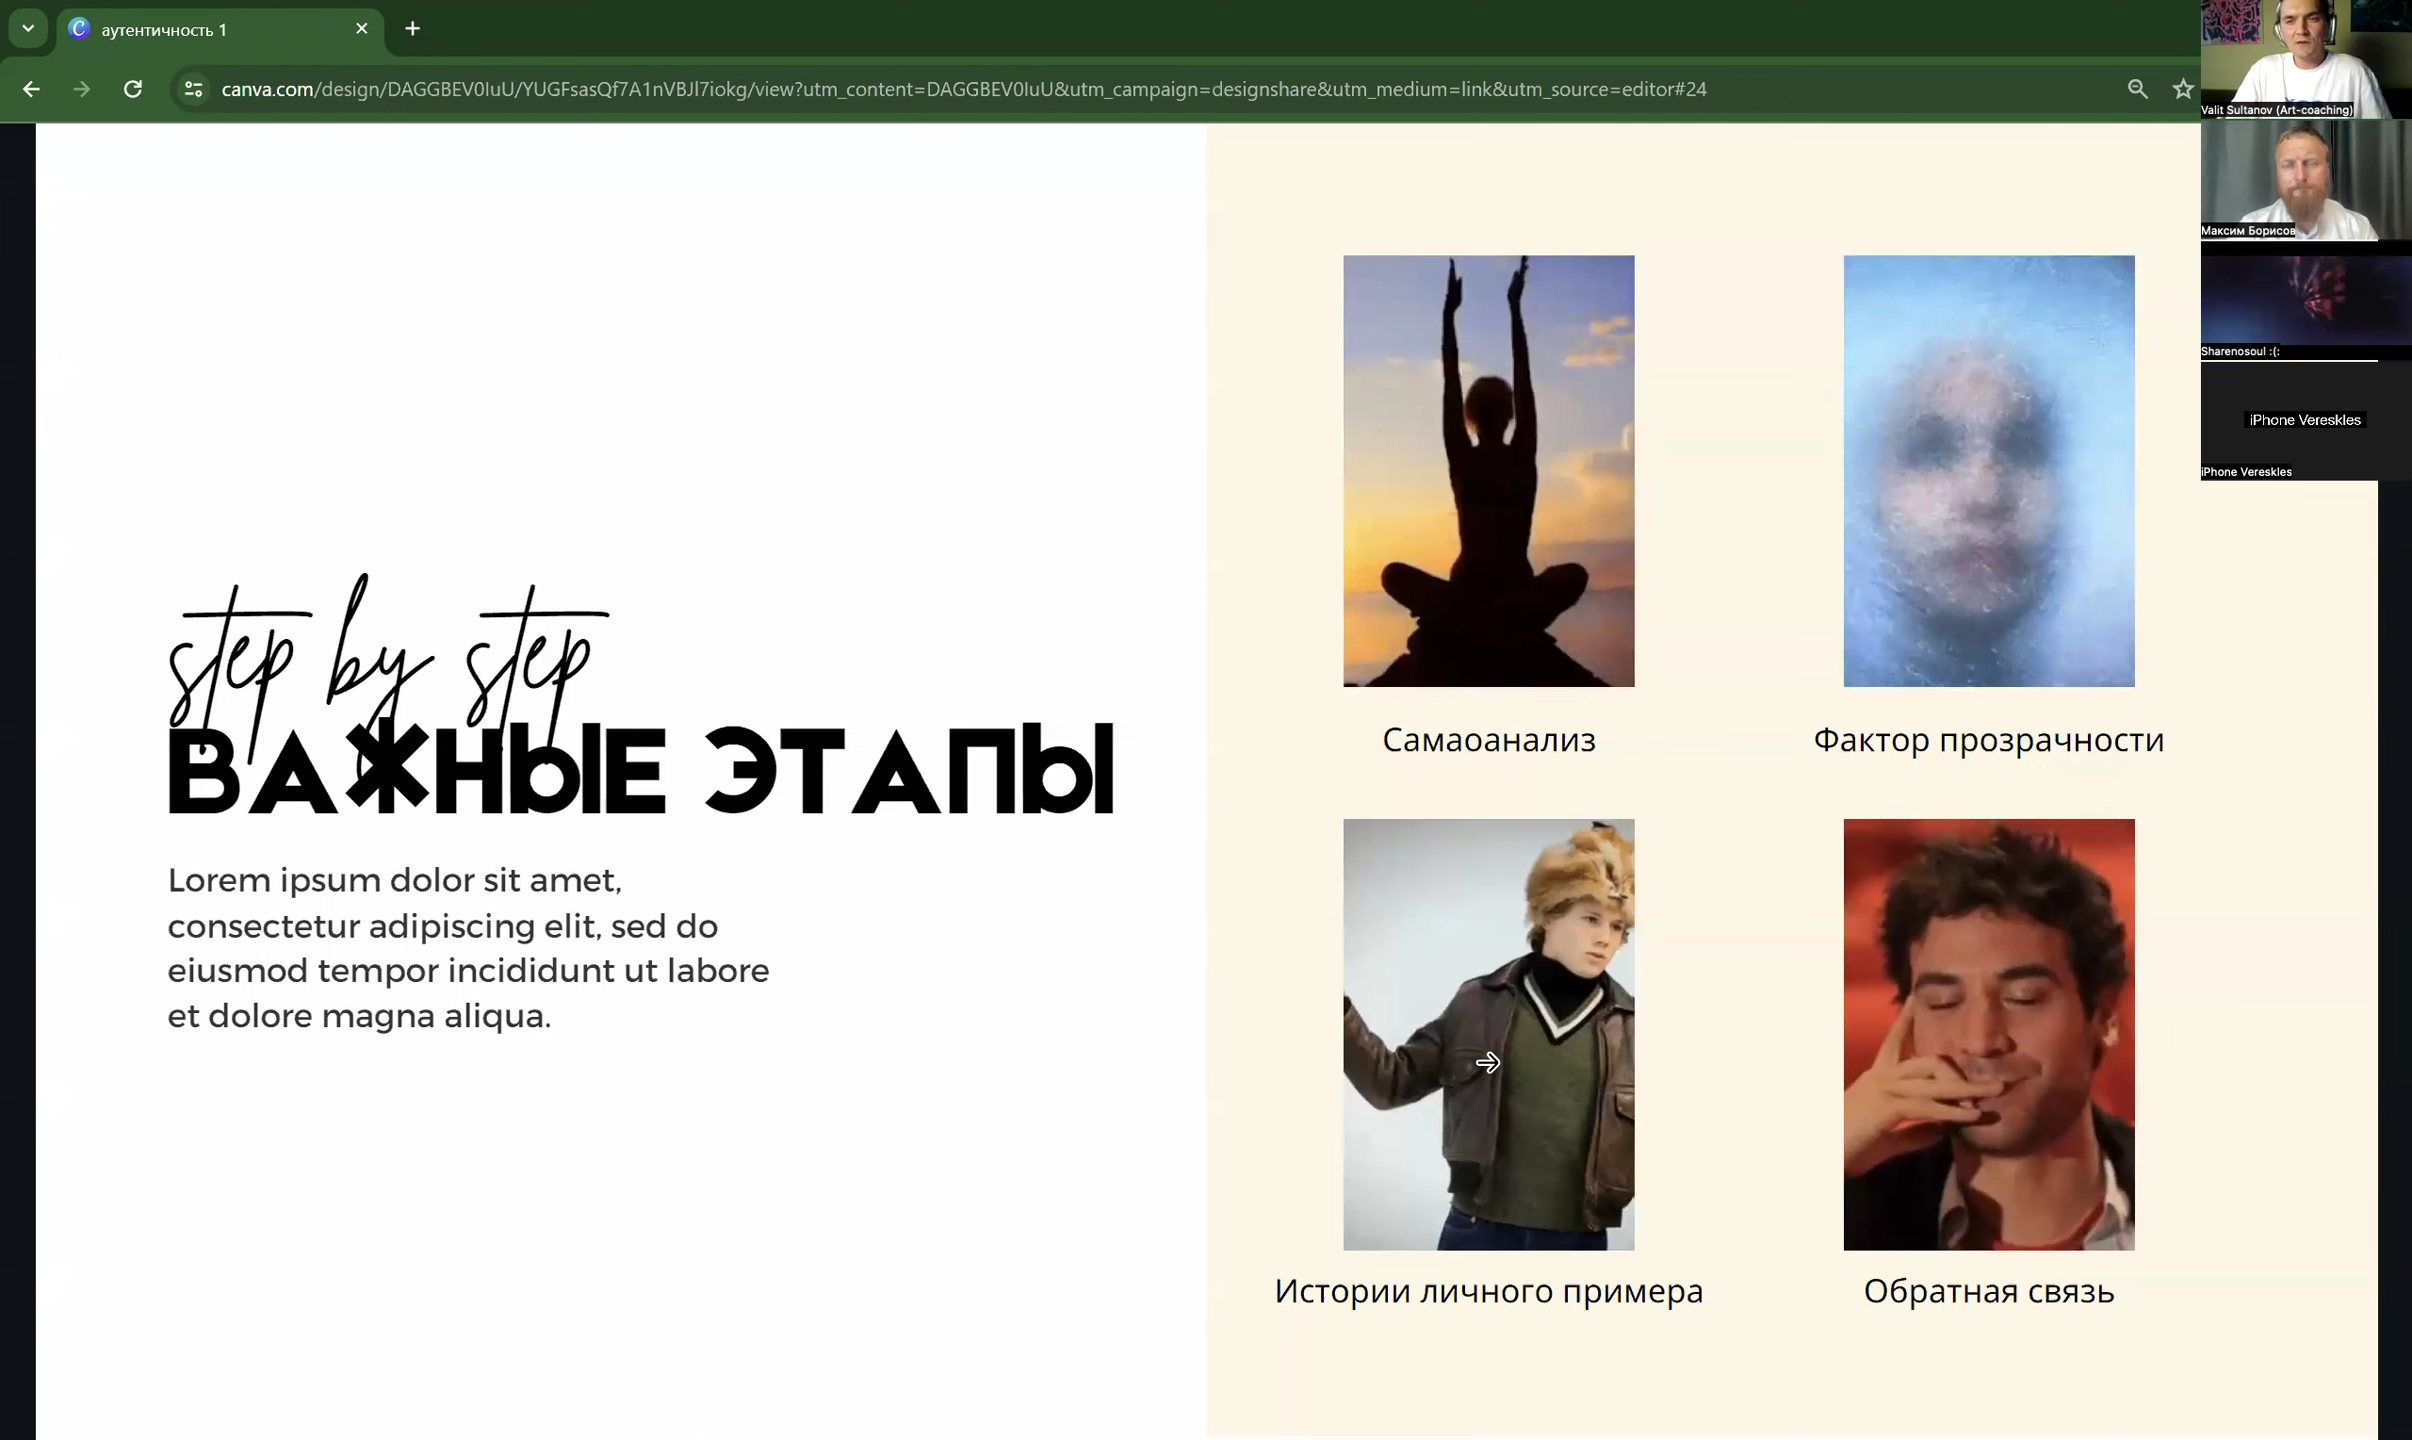 аутентичность 1
canva.com/design/DAGGBEV0IuU/YUGFsasQf7A1nVBJl7iokg/view?utm_content=DAGGBEV0IuU&utm_campaign=designshare&utm_medium=link&utm_source=editor#24
Valit Sultanov (Art-coaching)
Максим Борисов
Sharenosoul :(:
iPhone Vereskles
iPhone Vereskles
step by step
ВАЖНЫЕ ЭТАПЫ
Lorem ipsum dolor sit amet,
consectetur adipiscing elit, sed do
eiusmod tempor incididunt ut labore
et dolore magna aliqua.
Самаоанализ
Фактор прозрачности
Истории личного примера
Обратная связь